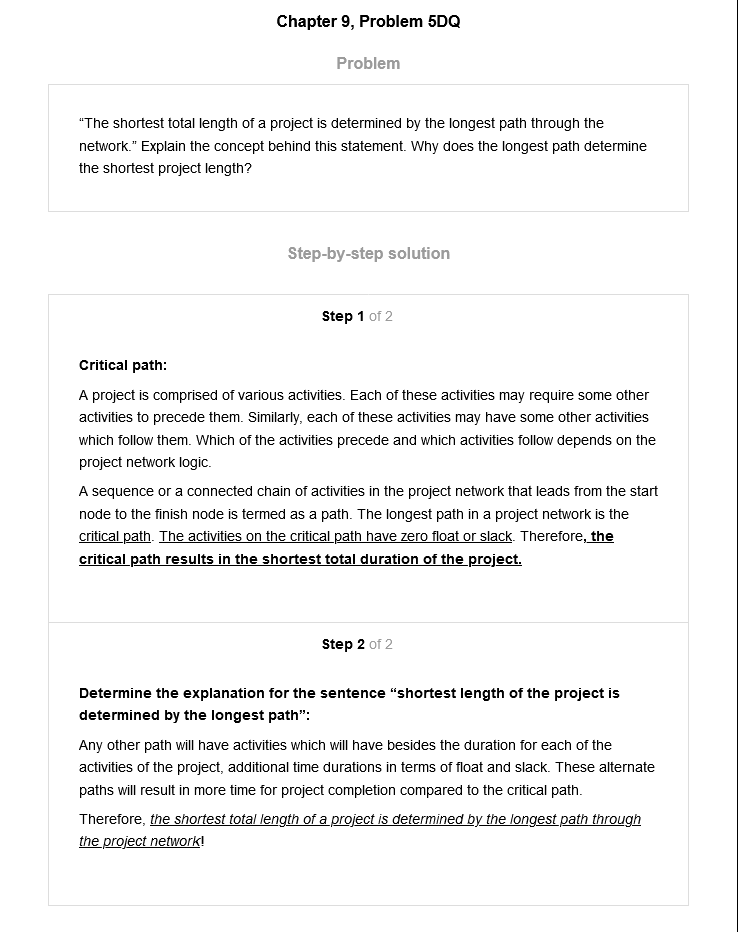 Chapter 9, Problem 5DQ
Problem
“The shortest total length of a project is determined by the longest path through the
network.” Explain the concept behind this statement. Why does the longest path determine
the shortest project length?
Step-by-step solution
Step 1 of 2
Critical path:
A project is comprised of various activities. Each of these activities may require some other
activities to precede them. Similarly, each of these activities may have some other activities
which follow them. Which of the activities precede and which activities follow depends on the
project network logic.
A sequence or a connected chain of activities in the project network that leads from the start
node to the finish node is termed as a path. The longest path in a project network is the
critical path. The activities on the critical path have zero float or slack. Therefore, the
critical path results in the shortest total duration of the project.
Step 2 of 2
Determine the explanation for the sentence “shortest length of the project is
determined by the longest path”:
Any other path will have activities which will have besides the duration for each of the
activities of the project, additional time durations in terms of float and slack. These alternate
paths will result in more time for project completion compared to the critical path.
Therefore, the shortest total length of a project is determined by the longest path through
the project network!